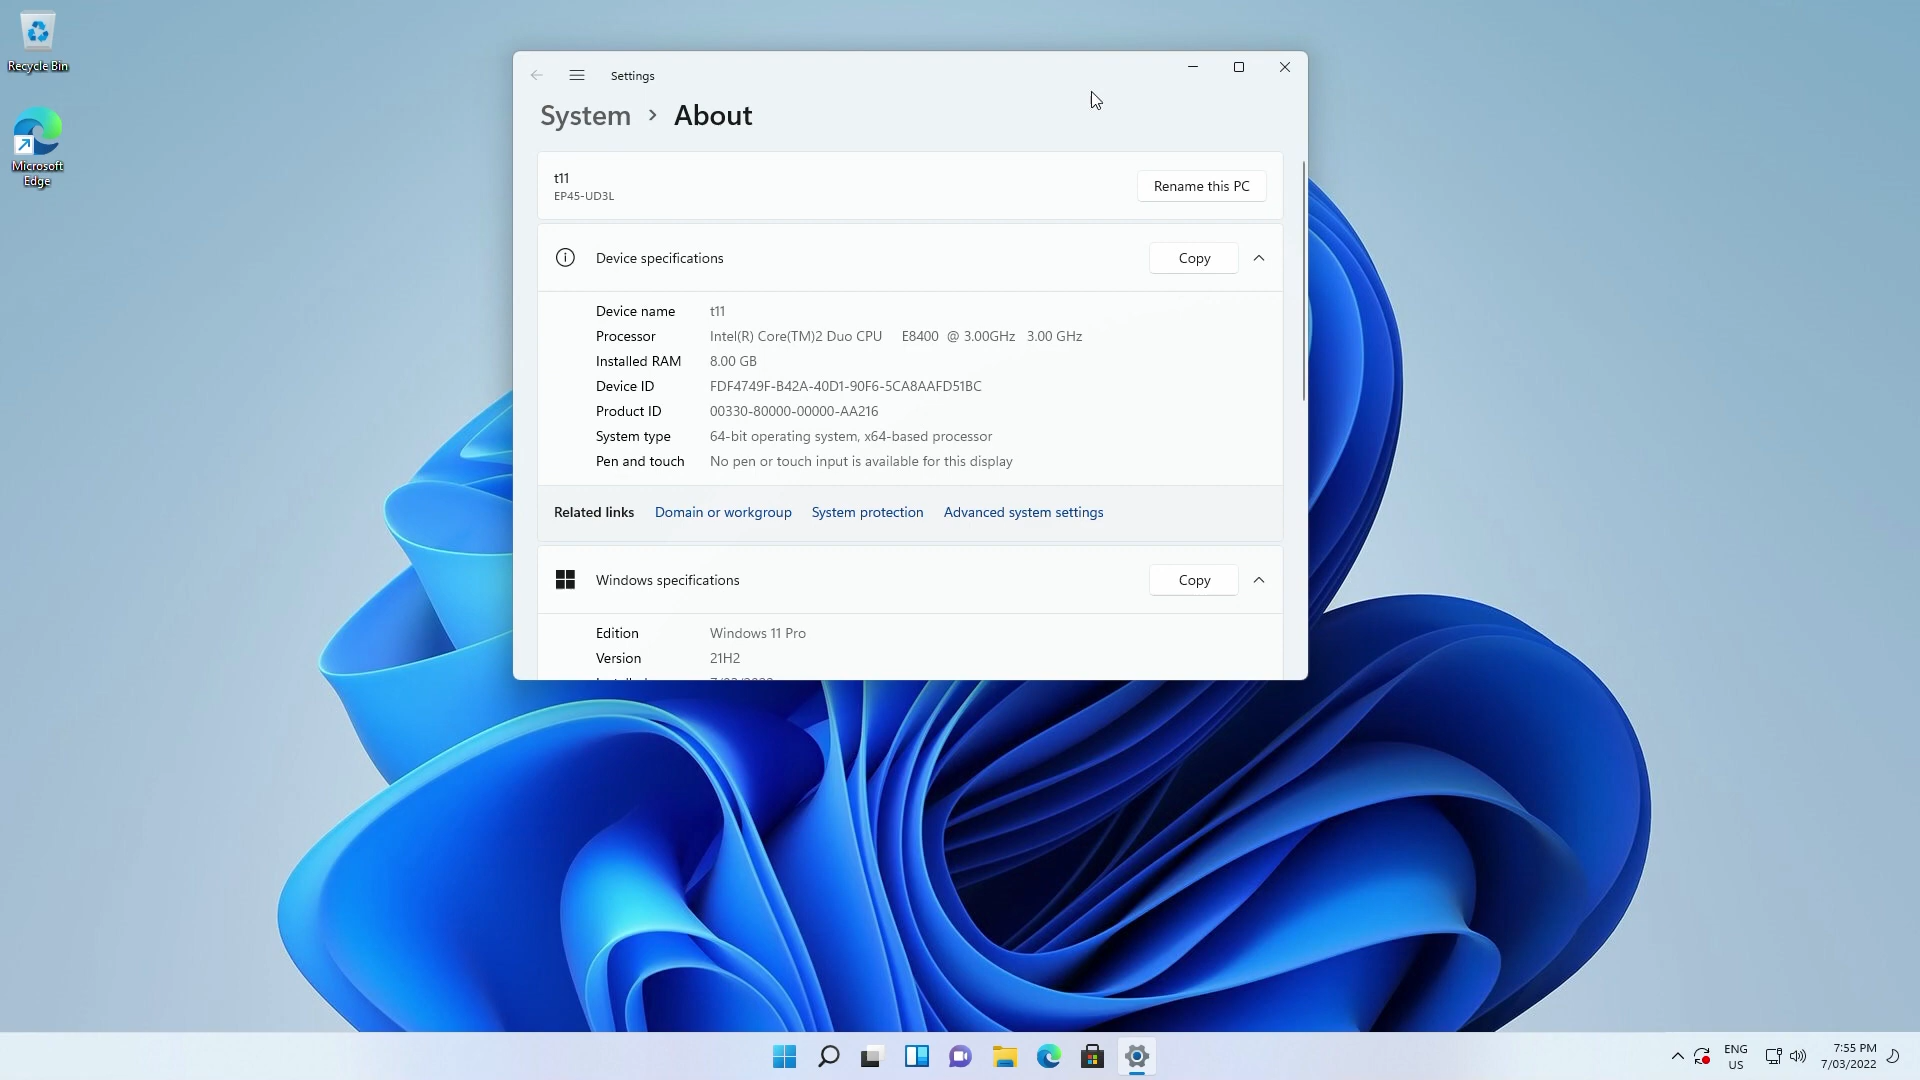 Recycle Bin
Microsoft
Edge
Settings
System > About
t11
EP45-UD3L
Rename this PC
Device specifications
Copy
Device name t11
Processor Intel(R) Core(TM)2 Duo CPU E8400 @ 3.00GHz 3.00 GHz
Installed RAM 8.00 GB
Device ID FDF4749F-B42A-40D1-90F6-5CA8AAFD51BC
Product ID 00330-80000-00000-AA216
System type 64-bit operating system, x64-based processor
Pen and touch No pen or touch input is available for this display
Related links Domain or workgroup System protection Advanced system settings
Windows specifications
Copy
Edition Windows 11 Pro
Version 21H2
ENG
US
7:55 PM
7/03/2022